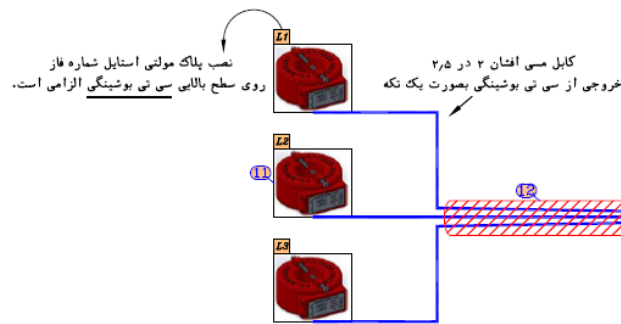 L1
نصب پلاک مولتی استایل شماره فاز
روی سطح بالایی سی تی بوشینگی الزامی است.
کابل مسی افشان ۲ در ۲٫۵
خروجی از سی تی بوشینگی بصورت یک تکه
L2
11
12
L3